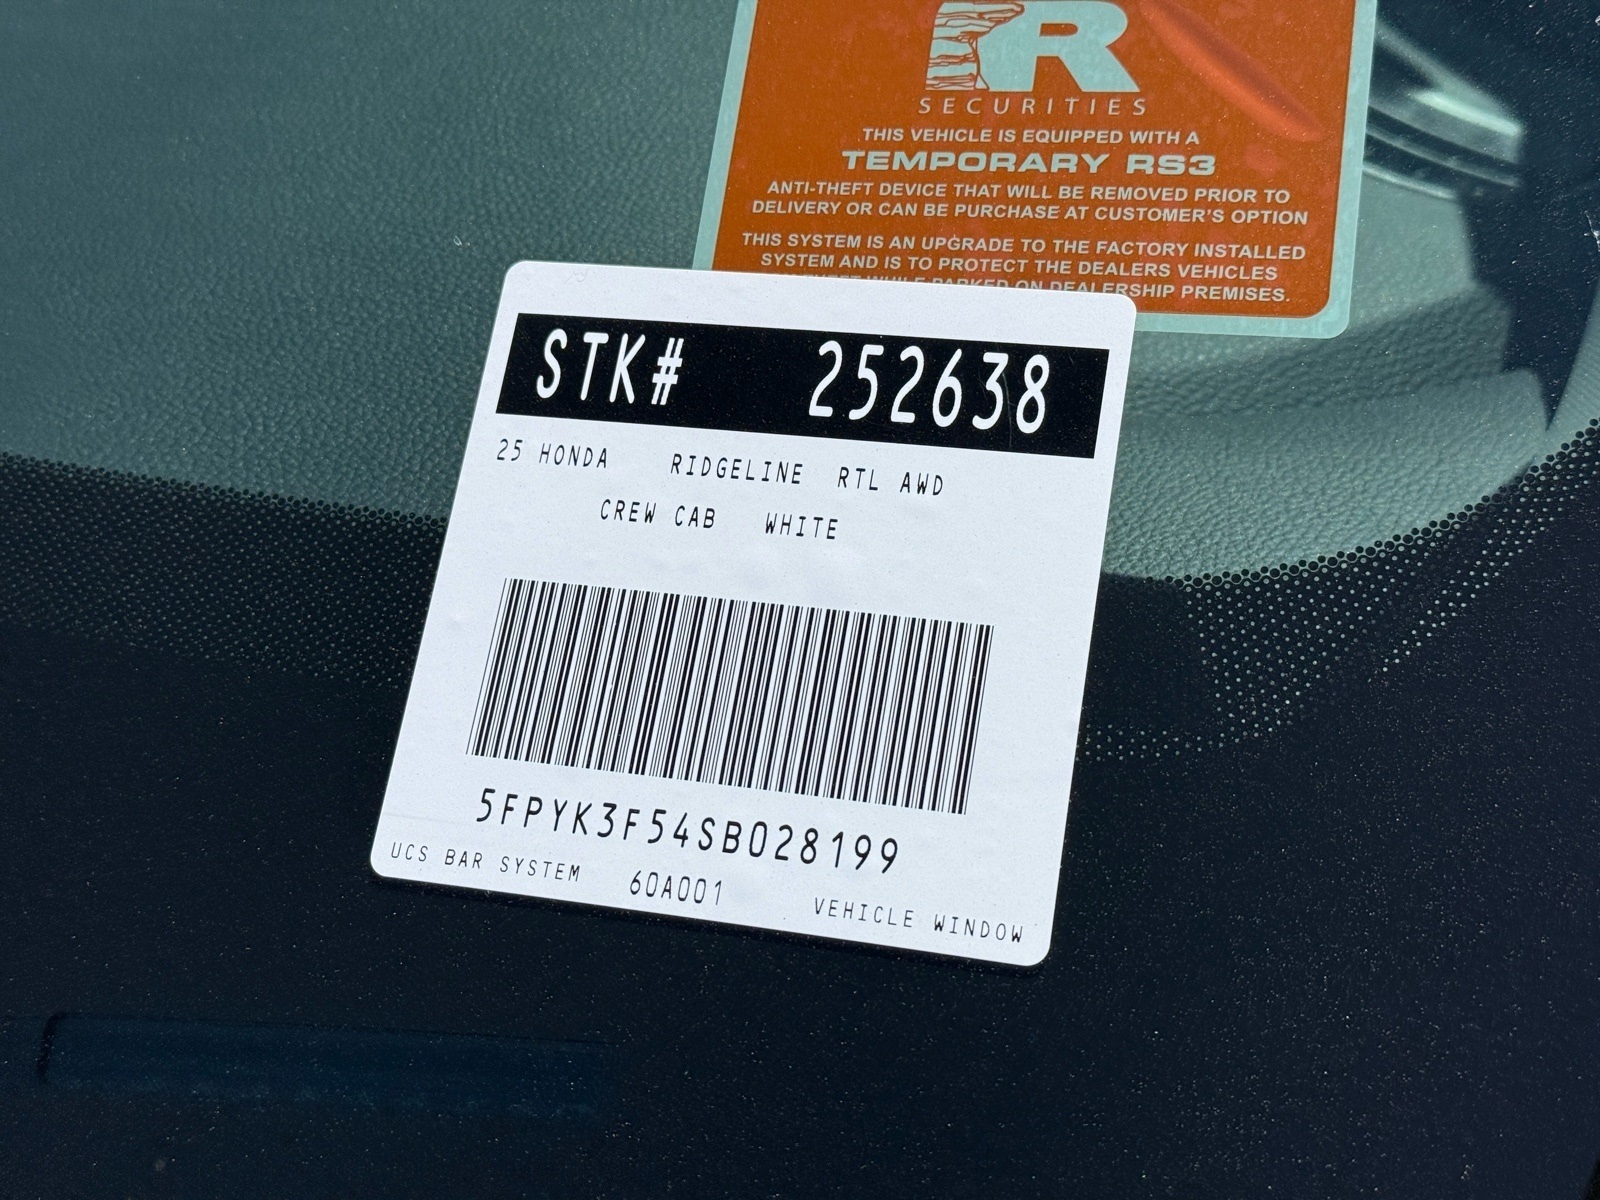 R
SECURITIES
THIS VEHICLE IS EQUIPPED WITH A
TEMPORARY RS3
ANTI-THEFT DEVICE THAT WILL BE REMOVED PRIOR TO
DELIVERY OR CAN BE PURCHASE AT CUSTOMER'S OPTION
THIS SYSTEM IS AN UPGRADE TO THE FACTORY INSTALLED
SYSTEM AND IS TO PROTECT THE DEALERS VEHICLES
THEFT WHILE PARKED ON DEALERSHIP PREMISES.
STK# 252638
25 HONDA RIDGELINE RTL AWD
CREW CAB WHITE
5FPYK3F54SB028199
UCS BAR SYSTEM 60A001 VEHICLE WINDOW